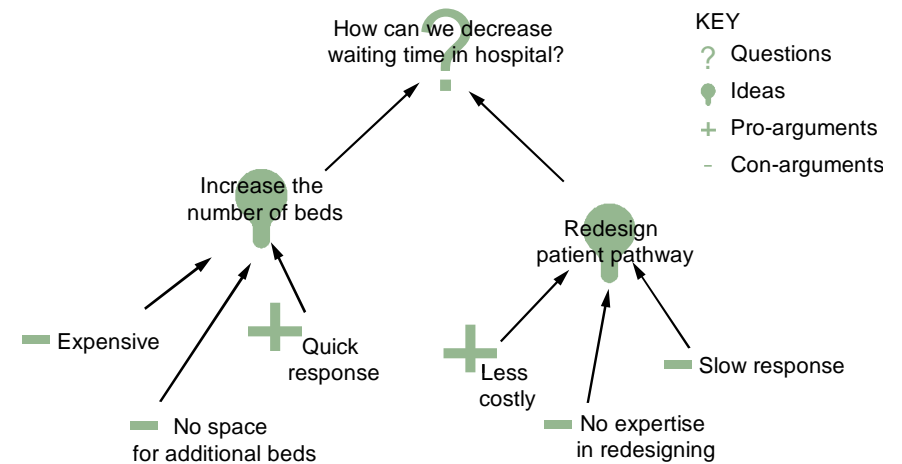 How can we decrease
waiting time in hospital?
KEY
? Questions
Ideas
+ Pro-arguments
- Con-arguments
Increase the
number of beds
Redesign
patient pathway
Expensive
Quick
response
No space
for additional beds
Less
costly
No expertise
in redesigning
Slow response